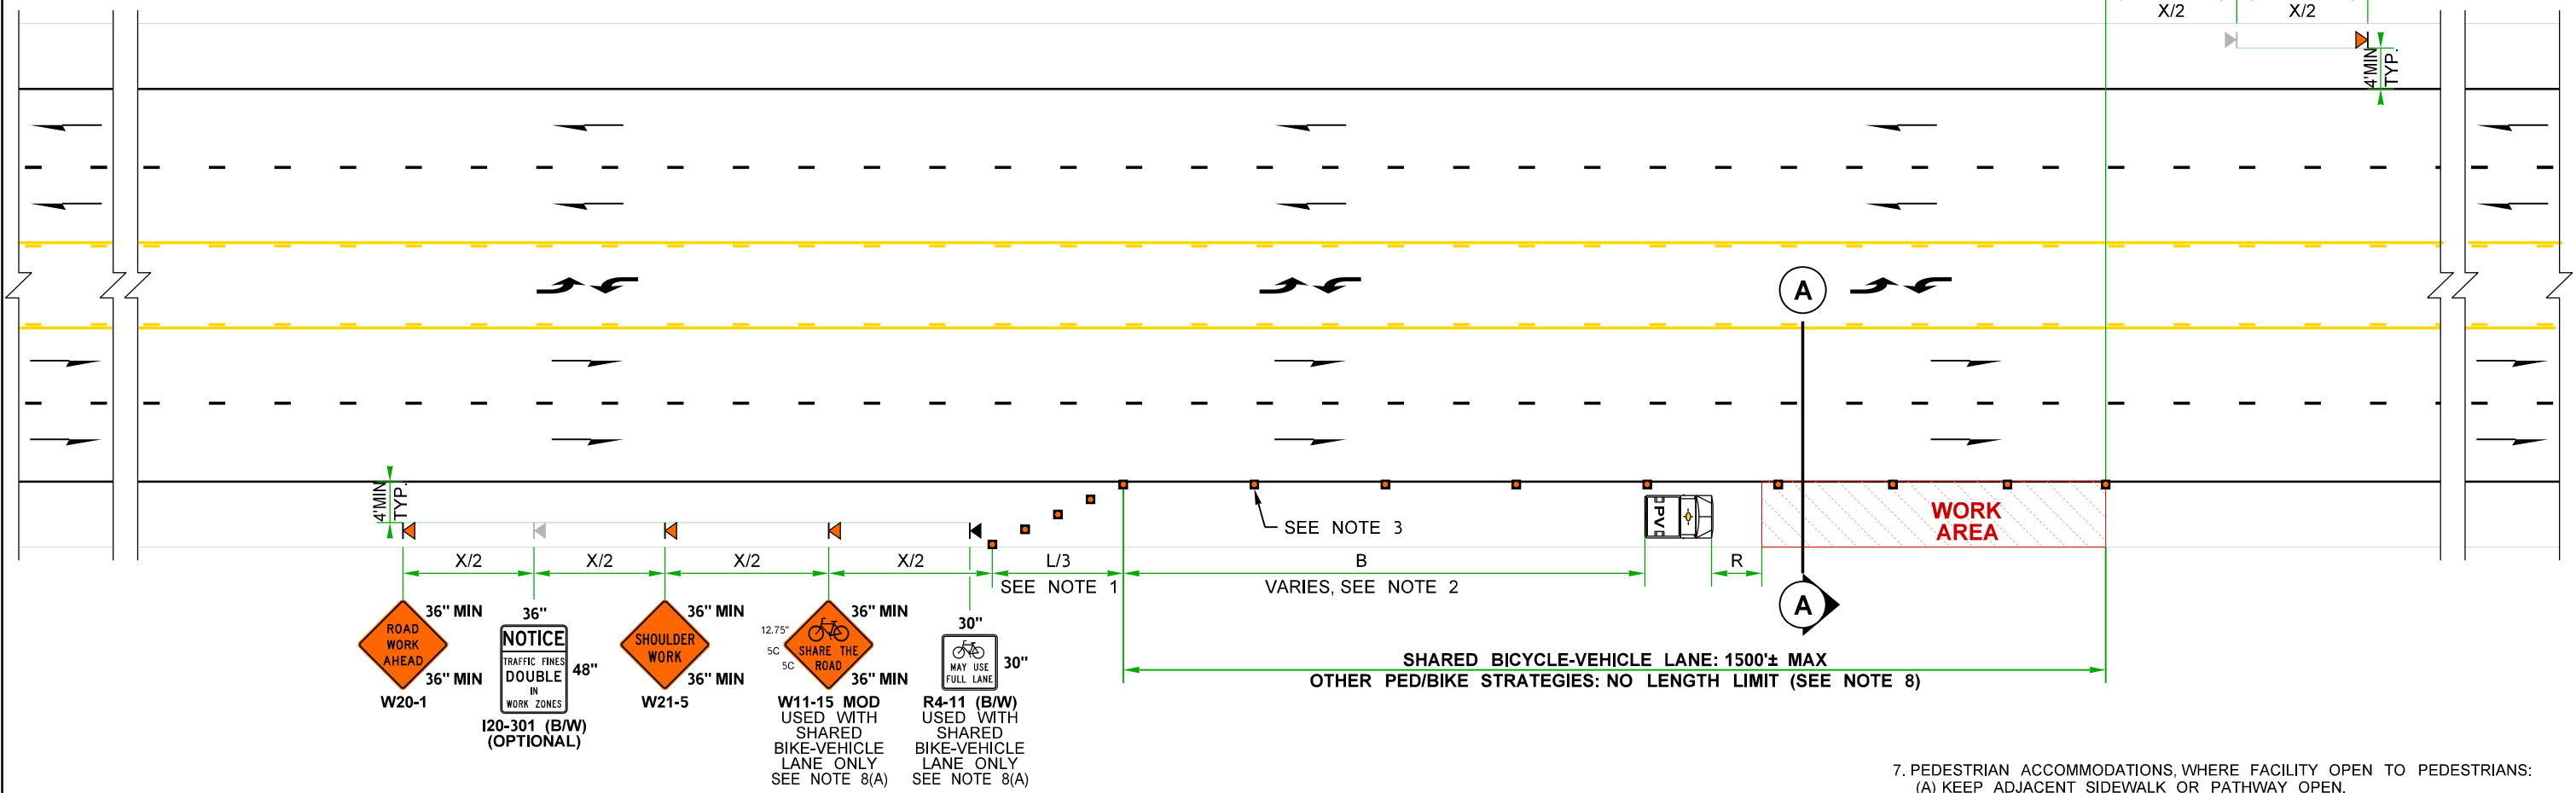 X/2
X/2
4'MIN
TYP.
A
4'MIN
TYP.
SEE NOTE 3
PV
WORK
AREA
X/2
X/2
X/2
X/2
L/3
B
R
SEE NOTE 1
VARIES, SEE NOTE 2
A
36" MIN
ROAD
WORK
AHEAD
36" MIN
W20-1
36"
NOTICE
TRAFFIC FINES
DOUBLE
IN
WORK ZONES
48"
I20-301 (B/W)
(OPTIONAL)
36" MIN
SHOULDER
WORK
36" MIN
W21-5
36" MIN
12.75"
5C
5C
SHARE THE
ROAD
36" MIN
W11-15 MOD
USED WITH
SHARED
BIKE-VEHICLE
LANE ONLY
SEE NOTE 8(A)
30"
MAY USE
FULL LANE
30"
R4-11 (B/W)
USED WITH
SHARED
BIKE-VEHICLE
LANE ONLY
SEE NOTE 8(A)
SHARED BICYCLE-VEHICLE LANE: 1500'± MAX
OTHER PED/BIKE STRATEGIES: NO LENGTH LIMIT (SEE NOTE 8)
7. PEDESTRIAN ACCOMMODATIONS, WHERE FACILITY OPEN TO PEDESTRIANS:
(A) KEEP ADJACENT SIDEWALK OR PATHWAY OPEN.